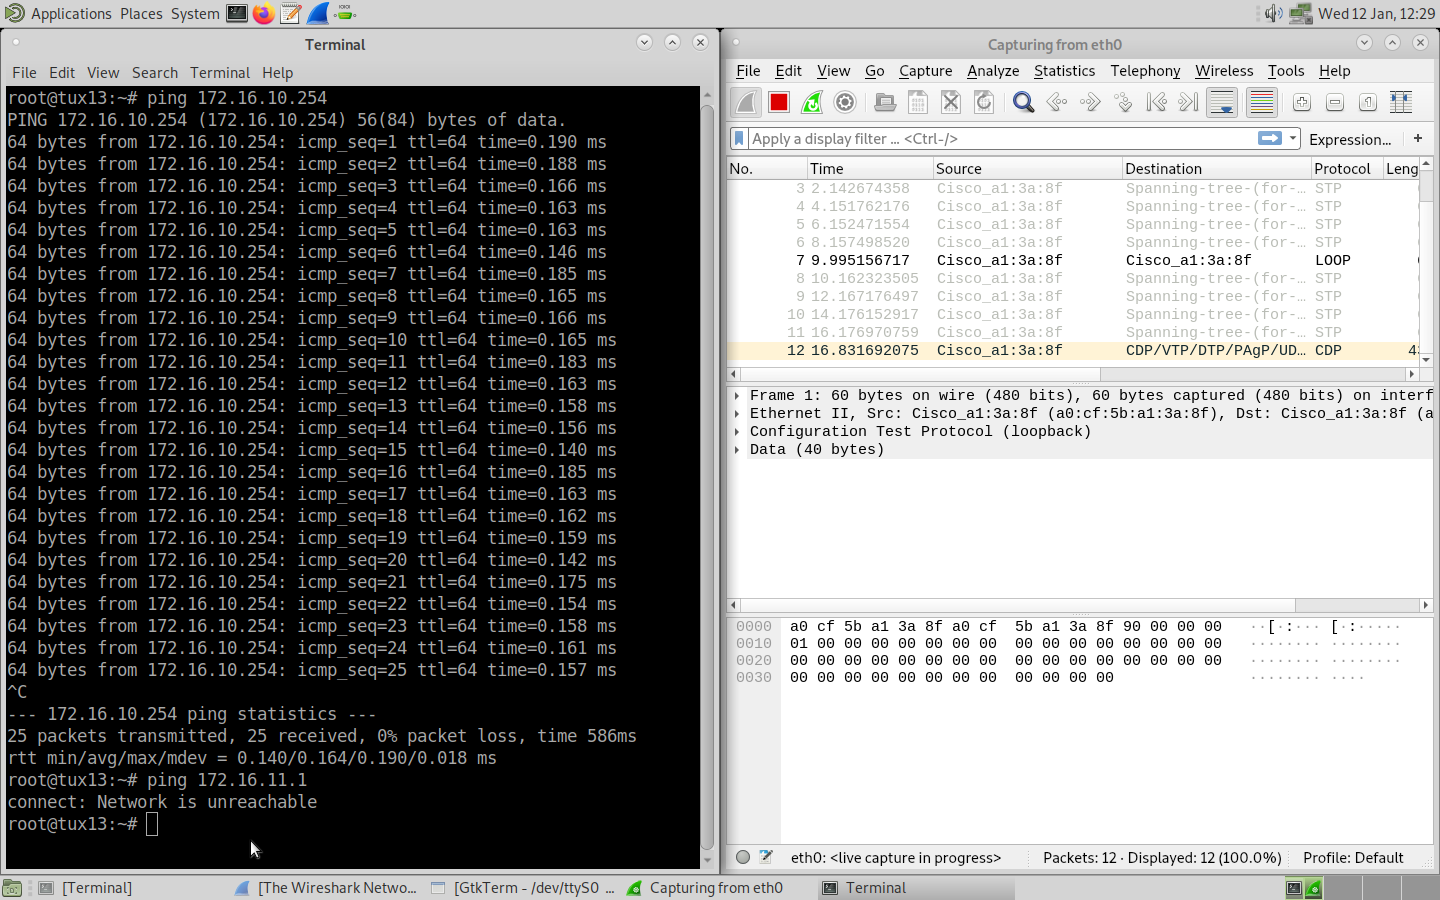 Applications Places System Wed 12 Jan, 12:29
Terminal
File Edit View Search Terminal Help
root@tux13:~# ping 172.16.10.254
PING 172.16.10.254 (172.16.10.254) 56(84) bytes of data.
64 bytes from 172.16.10.254: icmp_seq=1 ttl=64 time=0.190 ms
64 bytes from 172.16.10.254: icmp_seq=2 ttl=64 time=0.188 ms
64 bytes from 172.16.10.254: icmp_seq=3 ttl=64 time=0.166 ms
64 bytes from 172.16.10.254: icmp_seq=4 ttl=64 time=0.163 ms
64 bytes from 172.16.10.254: icmp_seq=5 ttl=64 time=0.163 ms
64 bytes from 172.16.10.254: icmp_seq=6 ttl=64 time=0.146 ms
64 bytes from 172.16.10.254: icmp_seq=7 ttl=64 time=0.185 ms
64 bytes from 172.16.10.254: icmp_seq=8 ttl=64 time=0.165 ms
64 bytes from 172.16.10.254: icmp_seq=9 ttl=64 time=0.166 ms
64 bytes from 172.16.10.254: icmp_seq=10 ttl=64 time=0.165 ms
64 bytes from 172.16.10.254: icmp_seq=11 ttl=64 time=0.183 ms
64 bytes from 172.16.10.254: icmp_seq=12 ttl=64 time=0.163 ms
64 bytes from 172.16.10.254: icmp_seq=13 ttl=64 time=0.158 ms
64 bytes from 172.16.10.254: icmp_seq=14 ttl=64 time=0.156 ms
64 bytes from 172.16.10.254: icmp_seq=15 ttl=64 time=0.140 ms
64 bytes from 172.16.10.254: icmp_seq=16 ttl=64 time=0.185 ms
64 bytes from 172.16.10.254: icmp_seq=17 ttl=64 time=0.163 ms
64 bytes from 172.16.10.254: icmp_seq=18 ttl=64 time=0.162 ms
64 bytes from 172.16.10.254: icmp_seq=19 ttl=64 time=0.159 ms
64 bytes from 172.16.10.254: icmp_seq=20 ttl=64 time=0.142 ms
64 bytes from 172.16.10.254: icmp_seq=21 ttl=64 time=0.175 ms
64 bytes from 172.16.10.254: icmp_seq=22 ttl=64 time=0.154 ms
64 bytes from 172.16.10.254: icmp_seq=23 ttl=64 time=0.158 ms
64 bytes from 172.16.10.254: icmp_seq=24 ttl=64 time=0.161 ms
64 bytes from 172.16.10.254: icmp_seq=25 ttl=64 time=0.157 ms
^C
--- 172.16.10.254 ping statistics ---
25 packets transmitted, 25 received, 0% packet loss, time 586ms
rtt min/avg/max/mdev = 0.140/0.164/0.190/0.018 ms
root@tux13:~# ping 172.16.11.1
connect: Network is unreachable
root@tux13:~#
Capturing from eth0
File Edit View Go Capture Analyze Statistics Telephony Wireless Tools Help
Apply a display filter ... <Ctrl-/> Expression... +
No. Time Source Destination Protocol Leng
3 2.142674358 Cisco_a1:3a:8f Spanning-tree-(for-… STP
4 4.151762176 Cisco_a1:3a:8f Spanning-tree-(for-… STP
5 6.152471554 Cisco_a1:3a:8f Spanning-tree-(for-… STP
6 8.157498520 Cisco_a1:3a:8f Spanning-tree-(for-… STP
7 9.995156717 Cisco_a1:3a:8f Cisco_a1:3a:8f LOOP
8 10.162323505 Cisco_a1:3a:8f Spanning-tree-(for-… STP
9 12.167176497 Cisco_a1:3a:8f Spanning-tree-(for-… STP
10 14.176152917 Cisco_a1:3a:8f Spanning-tree-(for-… STP
11 16.176970759 Cisco_a1:3a:8f Spanning-tree-(for-… STP
12 16.831692075 Cisco_a1:3a:8f CDP/VTP/DTP/PAgP/UD… CDP 4
Frame 1: 60 bytes on wire (480 bits), 60 bytes captured (480 bits) on interf
Ethernet II, Src: Cisco_a1:3a:8f (a0:cf:5b:a1:3a:8f), Dst: Cisco_a1:3a:8f (a
Configuration Test Protocol (loopback)
Data (40 bytes)
0000 a0 cf 5b a1 3a 8f a0 cf 5b a1 3a 8f 90 00 00 00 ··[·:··· [·:·····
0010 01 00 00 00 00 00 00 00 00 00 00 00 00 00 00 00 ········ ········
0020 00 00 00 00 00 00 00 00 00 00 00 00 00 00 00 00 ········ ········
0030 00 00 00 00 00 00 00 00 00 00 00 00 ········ ····
eth0: <live capture in progress> Packets: 12 · Displayed: 12 (100.0%) Profile: Default
[Terminal] [The Wireshark Netwo... [GtkTerm - /dev/ttyS0 ... Capturing from eth0 Terminal